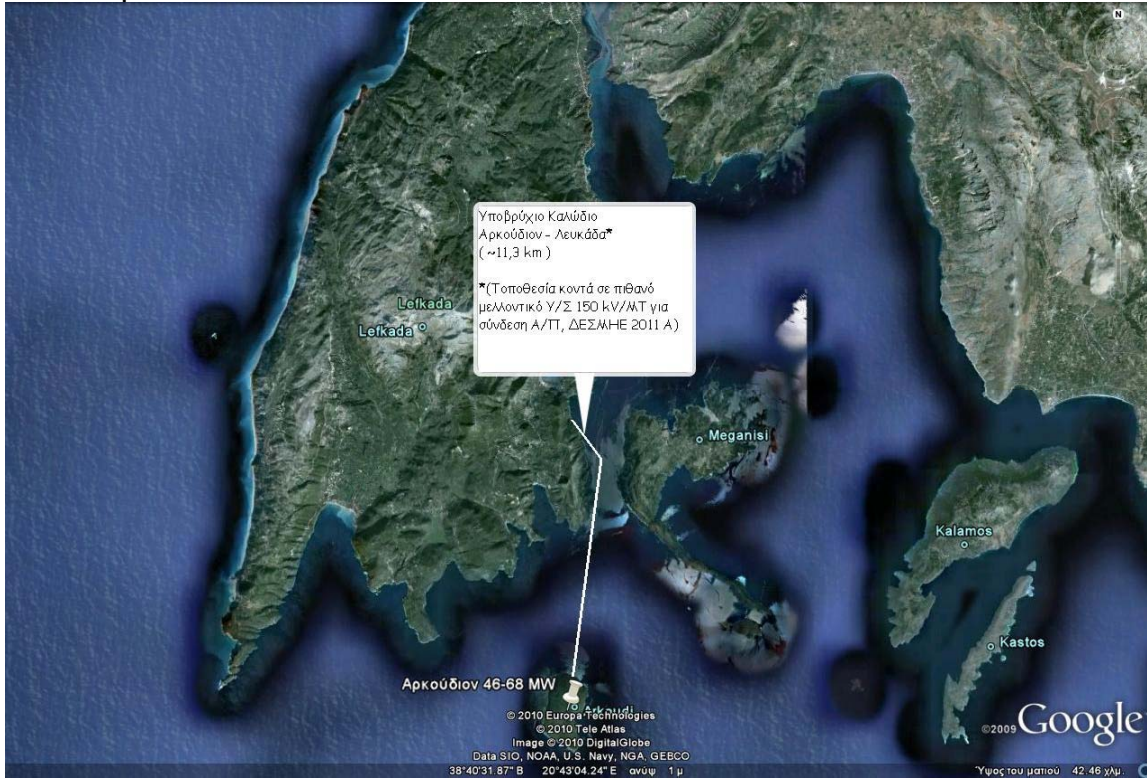 N
Υποβρύχιο Καλώδιο
Αρκούδιον - Λευκάδα*
( ~11,3 km )
*(Τοποθεσία κοντά σε πιθανό
μελλοντικό Υ/Σ 150 kV/ΜΤ για
σύνδεση Α/Π, ΔΕΣΜΗΕ 2011 Α)
Lefkada
Lefkada
Meganisi
Kalamos
Kastos
Αρκούδιον 46-68 MW
Arkoudi
© 2010 Europa Technologies
© 2010 Tele Atlas
Image © 2010 DigitalGlobe
Data SIO, NOAA, U.S. Navy, NGA, GEBCO
©2009 Google
38°40'31.87" Β 20°43'04.24" Ε ανύψ 1 μ
Ύψος του ματιού 42.46 χλμ.